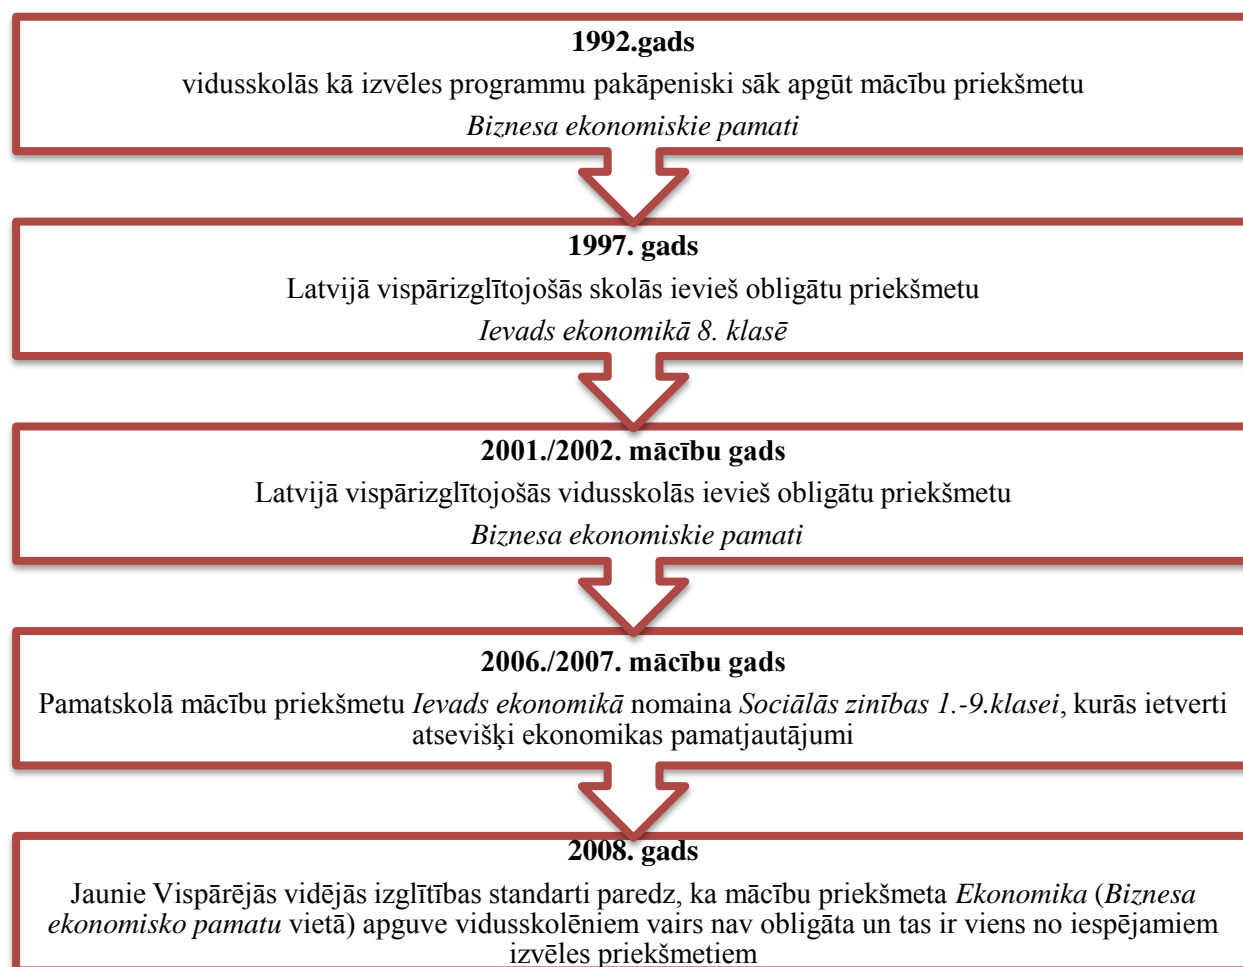 1992.gads
vidusskolās kā izvēles programmu pakāpeniski sāk apgūt mācību priekšmetu
Biznesa ekonomiskie pamati
1997. gads
Latvijā vispārizglītojošās skolās ievieš obligātu priekšmetu
Ievads ekonomikā 8. klasē
2001./2002. mācību gads
Latvijā vispārizglītojošās vidusskolās ievieš obligātu priekšmetu
Biznesa ekonomiskie pamati
2006./2007. mācību gads
Pamatskolā mācību priekšmetu Ievads ekonomikā nomaina Sociālās zinības 1.-9.klasei, kurās ietverti
atsevišķi ekonomikas pamatjautājumi
2008. gads
Jaunie Vispārējās vidējās izglītības standarti paredz, ka mācību priekšmeta Ekonomika (Biznesa
ekonomisko pamatu vietā) apguve vidusskolēniem vairs nav obligāta un tas ir viens no iespējamiem
izvēles priekšmetiem